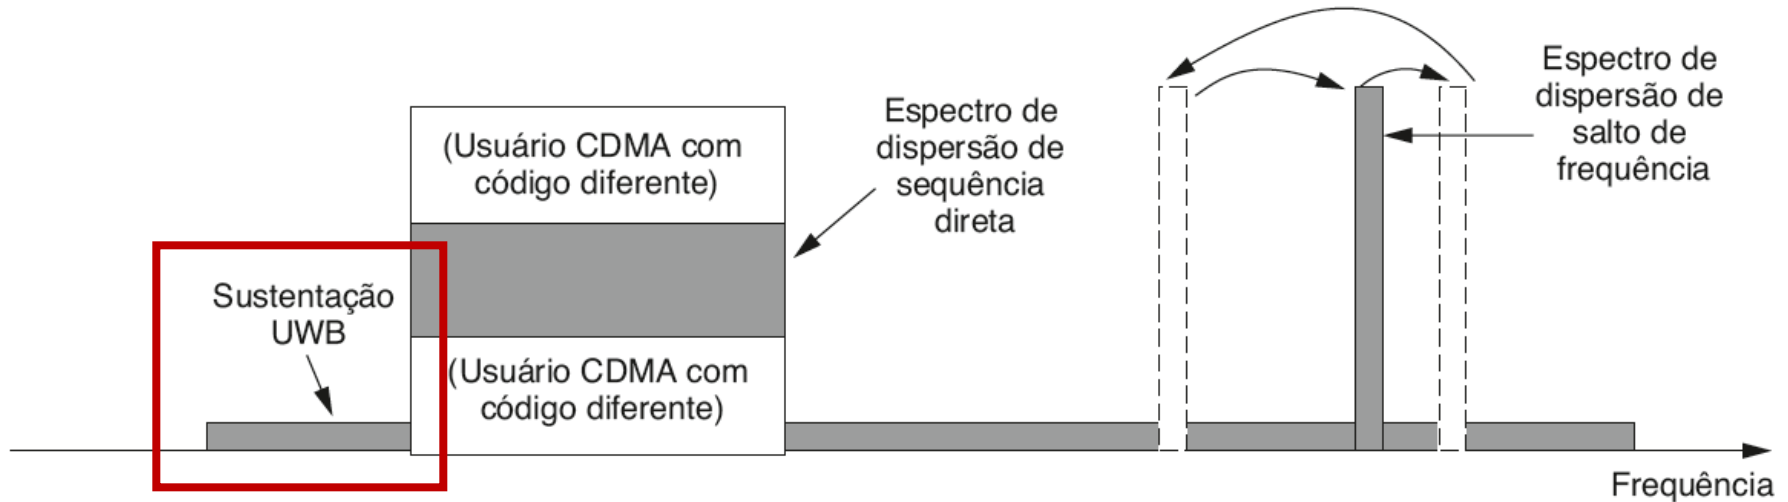 Sustentação
UWB
(Usuário CDMA com
código diferente)
(Usuário CDMA com
código diferente)
Espectro de
dispersão de
sequência
direta
Espectro de
dispersão de
salto de
frequência
Frequência